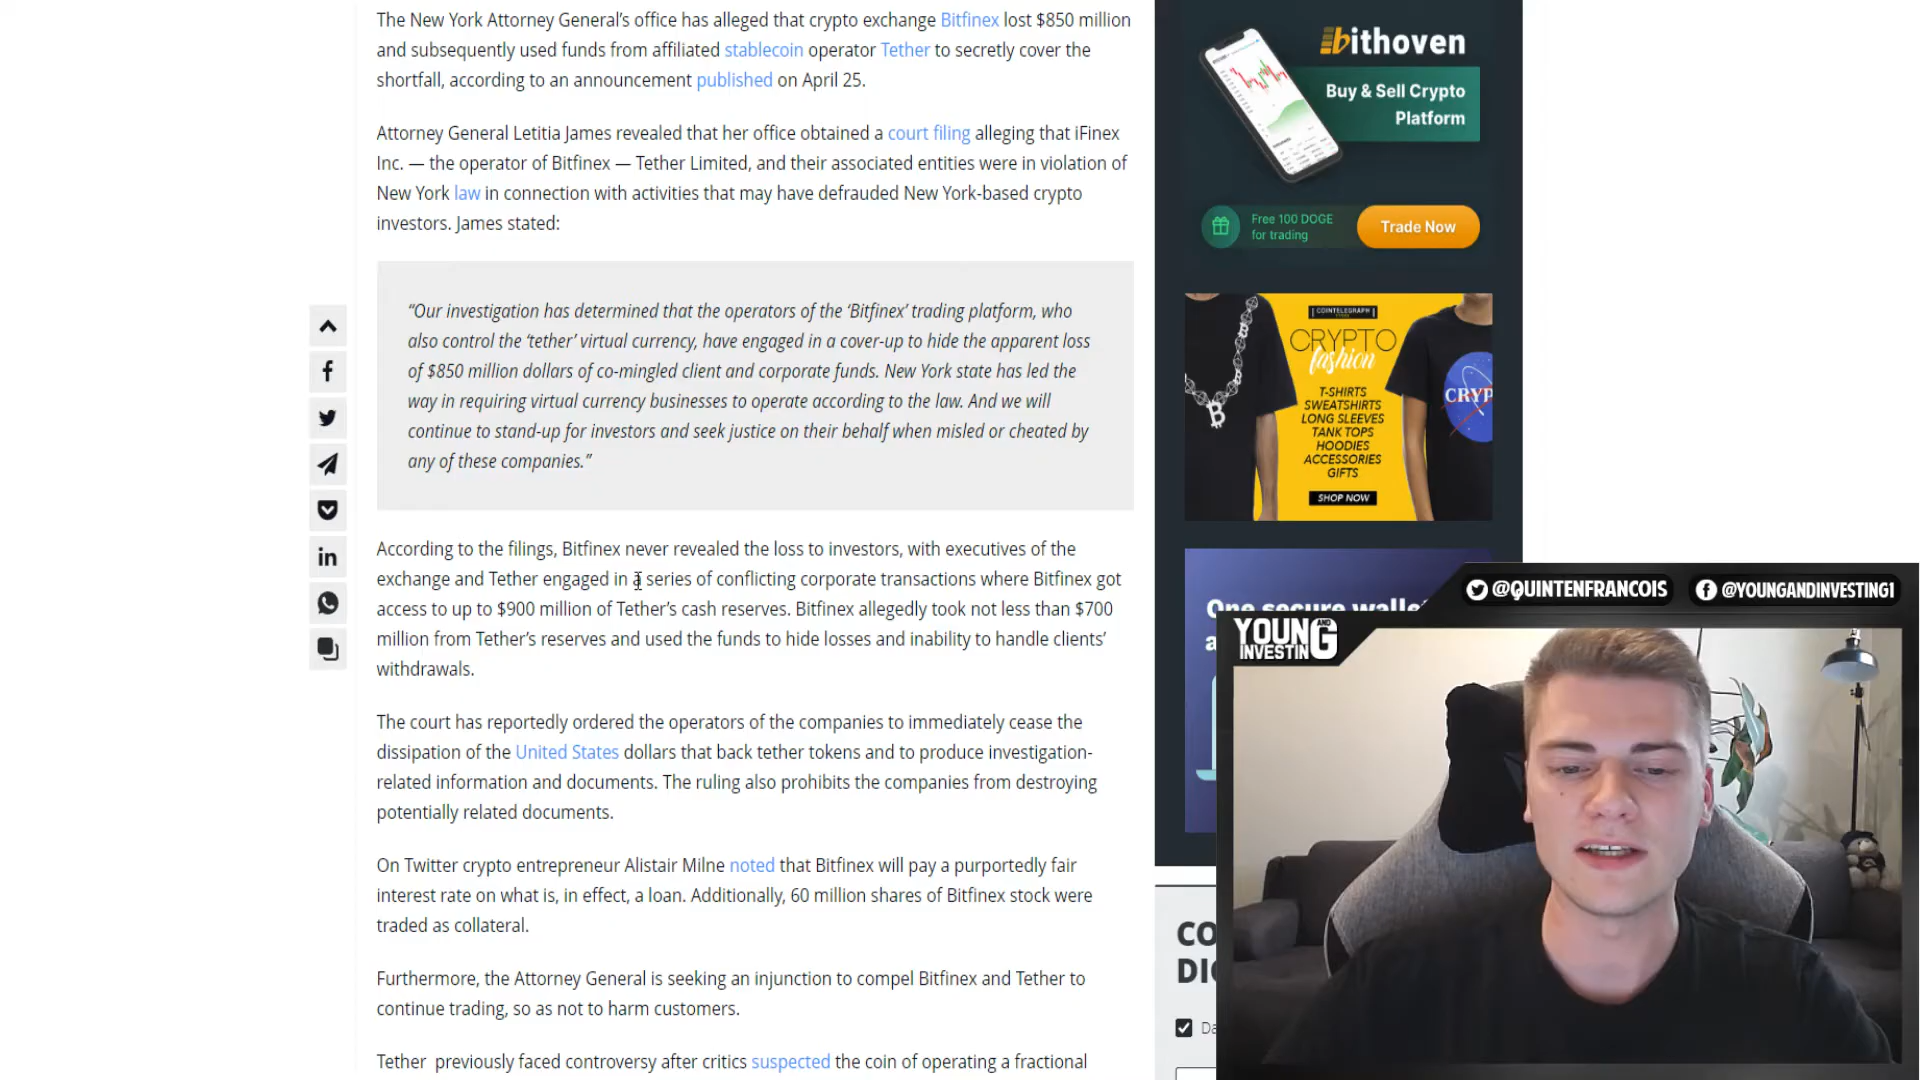 The New York Attorney General’s office has alleged that crypto exchange Bitfinex lost $850 million
and subsequently used funds from affiliated stablecoin operator Tether to secretly cover the
shortfall, according to an announcement published on April 25.
Attorney General Letitia James revealed that her office obtained a court filing alleging that iFinex
Inc. — the operator of Bitfinex — Tether Limited, and their associated entities were in violation of
New York law in connection with activities that may have defrauded New York-based crypto
investors. James stated:
“Our investigation has determined that the operators of the ‘Bitfinex’ trading platform, who
also control the ‘tether’ virtual currency, have engaged in a cover-up to hide the apparent loss
of $850 million dollars of co-mingled client and corporate funds. New York state has led the
way in requiring virtual currency businesses to operate according to the law. And we will
continue to stand-up for investors and seek justice on their behalf when misled or cheated by
any of these companies.”
According to the filings, Bitfinex never revealed the loss to investors, with executives of the
exchange and Tether engaged in a series of conflicting corporate transactions where Bitfinex got
access to up to $900 million of Tether’s cash reserves. Bitfinex allegedly took not less than $700
million from Tether’s reserves and used the funds to hide losses and inability to handle clients’
withdrawals.
The court has reportedly ordered the operators of the companies to immediately cease the
dissipation of the United States dollars that back tether tokens and to produce investigation-
related information and documents. The ruling also prohibits the companies from destroying
potentially related documents.
On Twitter crypto entrepreneur Alistair Milne noted that Bitfinex will pay a purportedly fair
interest rate on what is, in effect, a loan. Additionally, 60 million shares of Bitfinex stock were
traded as collateral.
Furthermore, the Attorney General is seeking an injunction to compel Bitfinex and Tether to
continue trading, so as not to harm customers.
Tether previously faced controversy after critics suspected the coin of operating a fractional
bithoven
Buy & Sell Crypto
Platform
Free 100 DOGE
for trading
Trade Now
COINTELEGRAPH
CRYPTO
fashion
T-SHIRTS
SWEATSHIRTS
LONG SLEEVES
TANK TOPS
HOODIES
ACCESSORIES
GIFTS
SHOP NOW
CRYP
One secure walle
a
CO
DI
Da
@QUINTENFRANCOIS
@YOUNGANDINVESTING1
YOUNG
AND
INVESTING